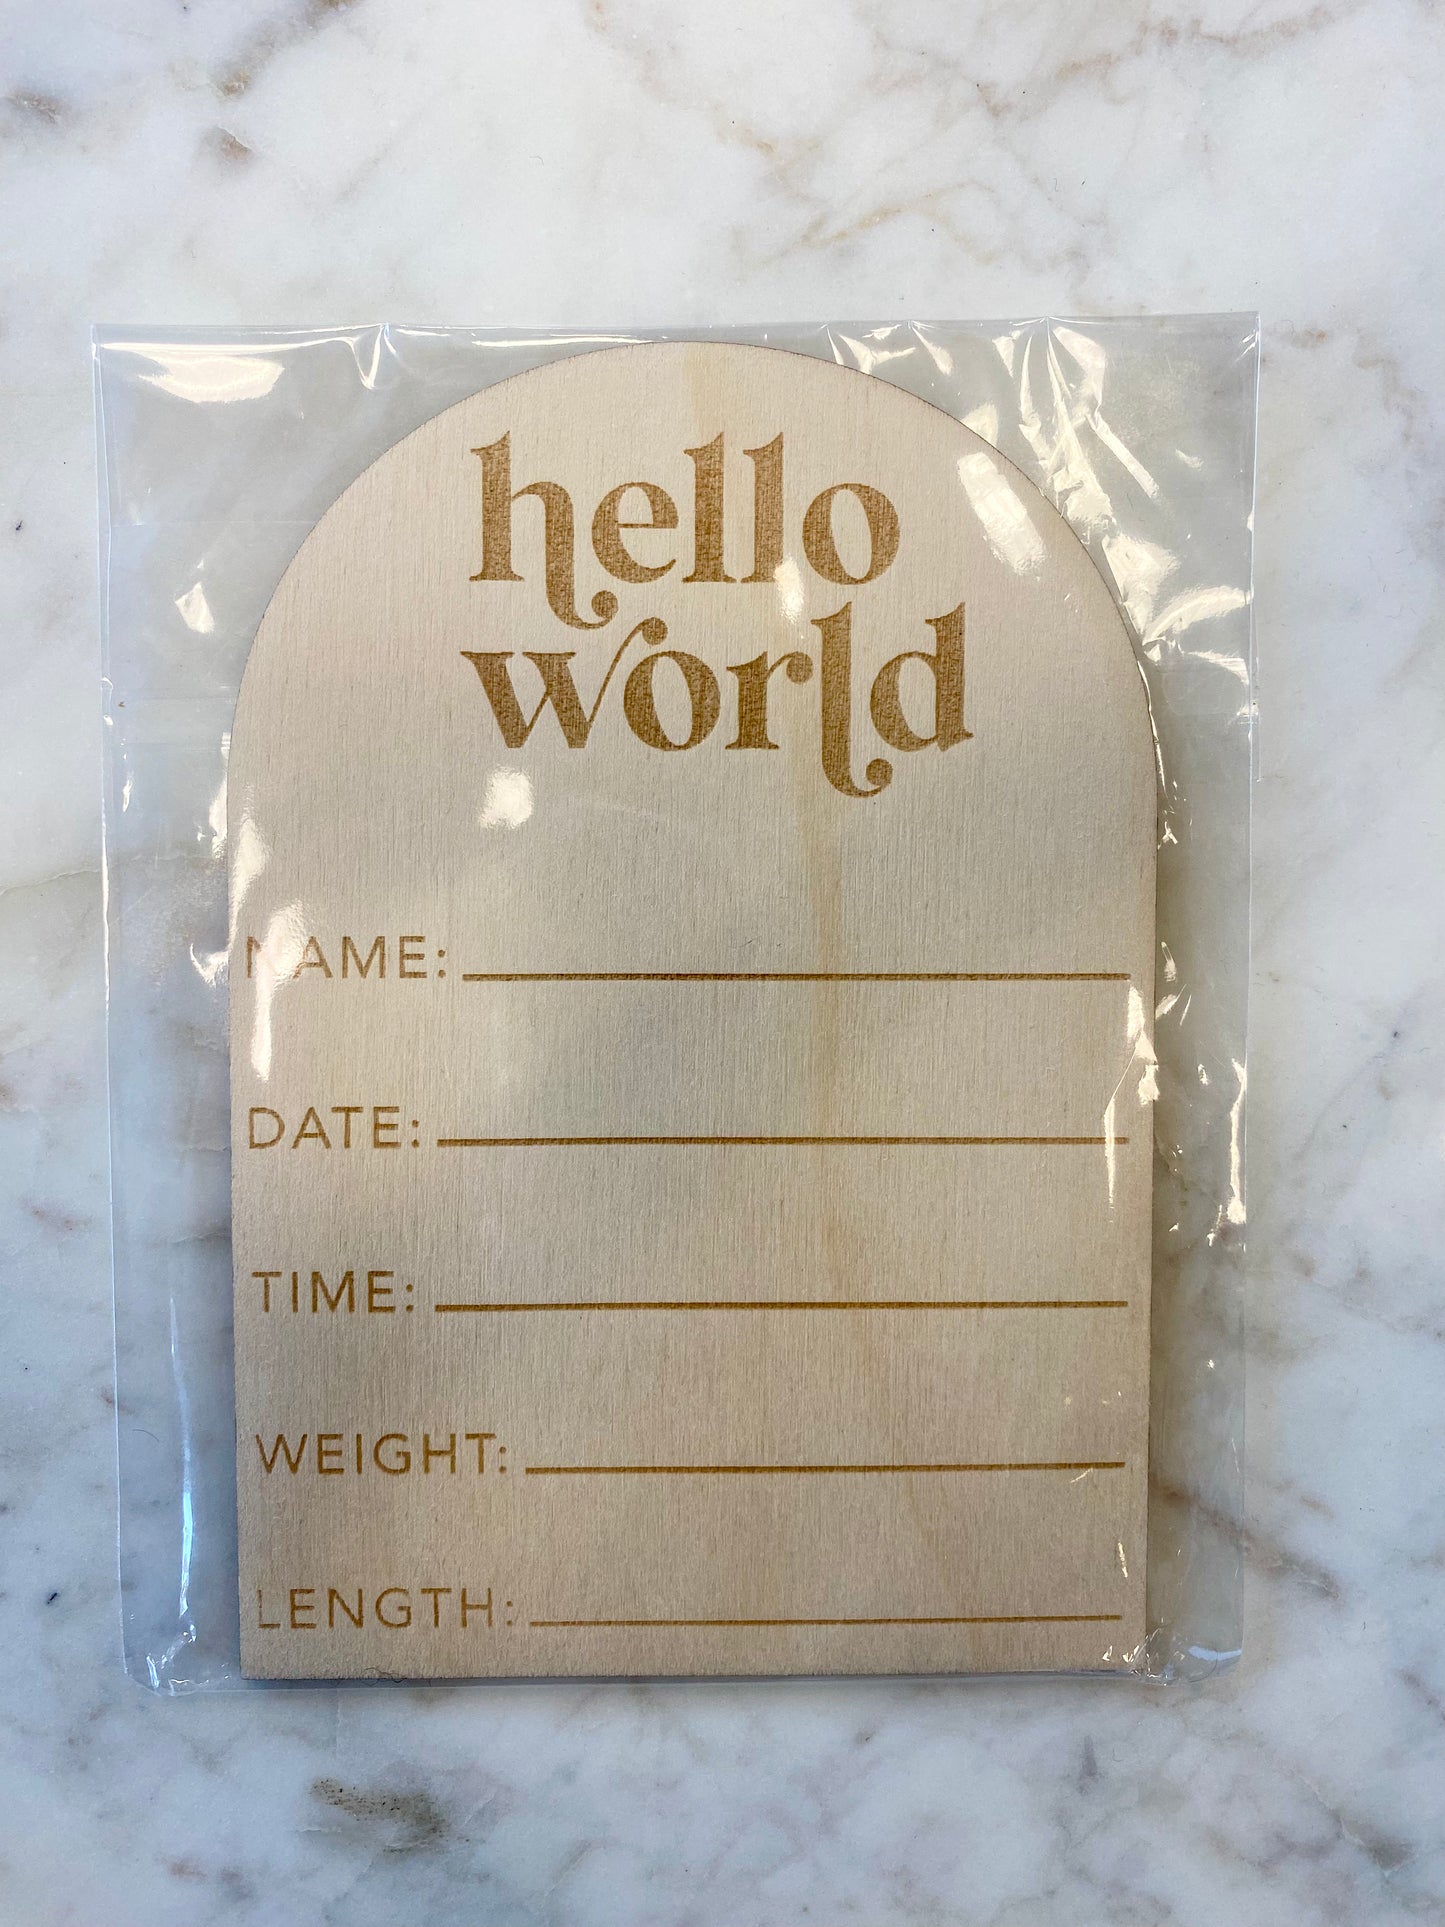 hello
world
NAME:
DATE:
TIME:
WEIGHT:
LENGTH: